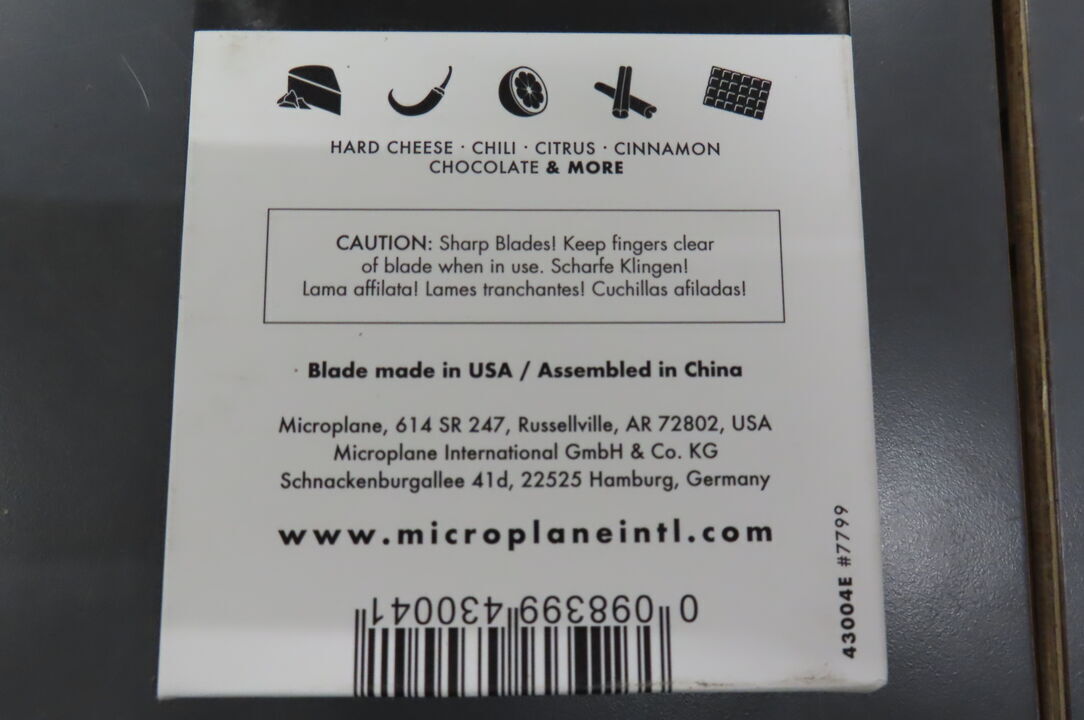 HARD CHEESE · CHILI · CITRUS · CINNAMON
CHOCOLATE & MORE
CAUTION: Sharp Blades! Keep fingers clear
of blade when in use. Scharfe Klingen!
Lama affilata! Lames tranchantes! Cuchillas afiladas!
Blade made in USA / Assembled in China
Microplane, 614 SR 247, Russellville, AR 72802, USA
Microplane International GmbH & Co. KG
Schnackenburgallee 41d, 22525 Hamburg, Germany
www.microplaneintl.com
43004E #7799
0 098399 430041